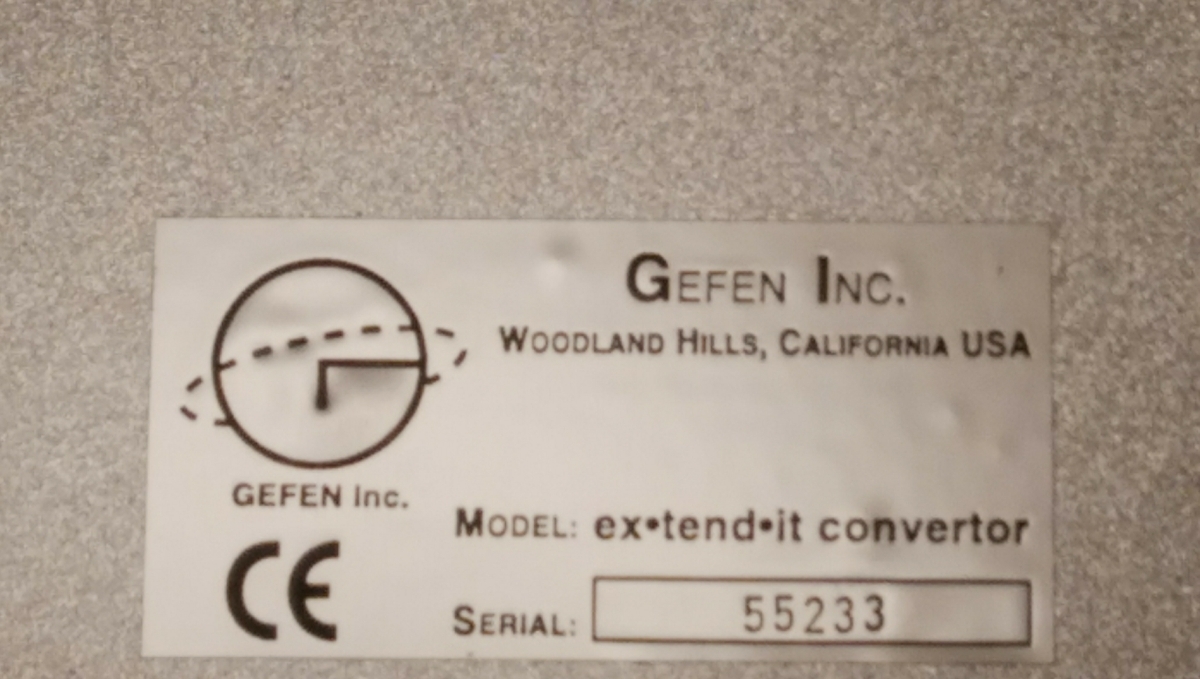 GEFEN INC.
WOODLAND HILLS, CALIFORNIA USA
GEFEN Inc.
MODEL: ex•tend•it convertor
CE
SERIAL: 55233